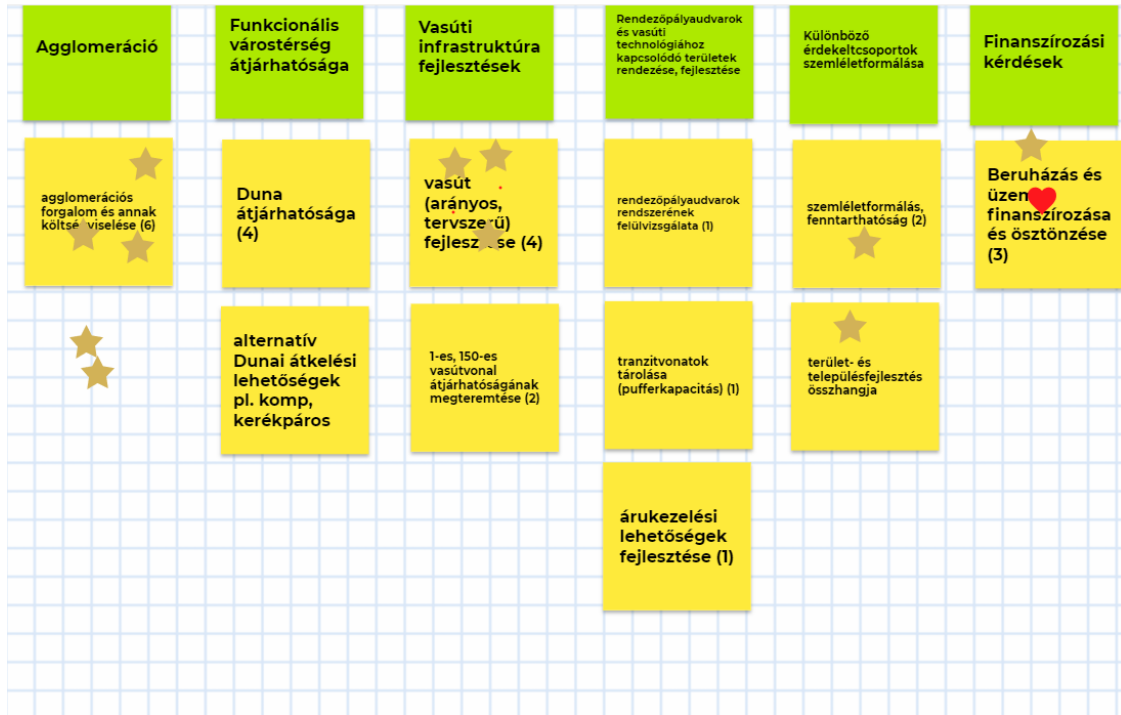 Agglomeráció
Funkcionális
várostérség
átjárhatósága
Vasúti
infrastruktúra
fejlesztések
Rendezőpályaudvarok
és vasúti
technológiához
kapcsolódó területek
rendezése, fejlesztése
Különböző
érdekeltcsoportok
szemléletformálása
Finanszírozási
kérdések
agglomerációs
forgalom és annak
viselése (6)
Duna
átjárhatósága
(4)
vasút
(arányos,
tervszerű)
fejlesztése (4)
rendezőpályaudvarok
rendszerének
felülvizsgálata (1)
szemléletformálás,
fenntarthatóság (2)
Beruházás és
finanszírozása
és ösztönzése
(3)
alternatív
Dunai átkelési
lehetőségek
pl. komp,
kerékpáros
1-es, 150-es
vasútvonal
átjárhatóságának
megteremtése (2)
tranzitvonatok
tárolása
(pufferkapacitás) (1)
terület- és
településfejlesztés
összhangja
árukezelési
lehetőségek
fejlesztése (1)